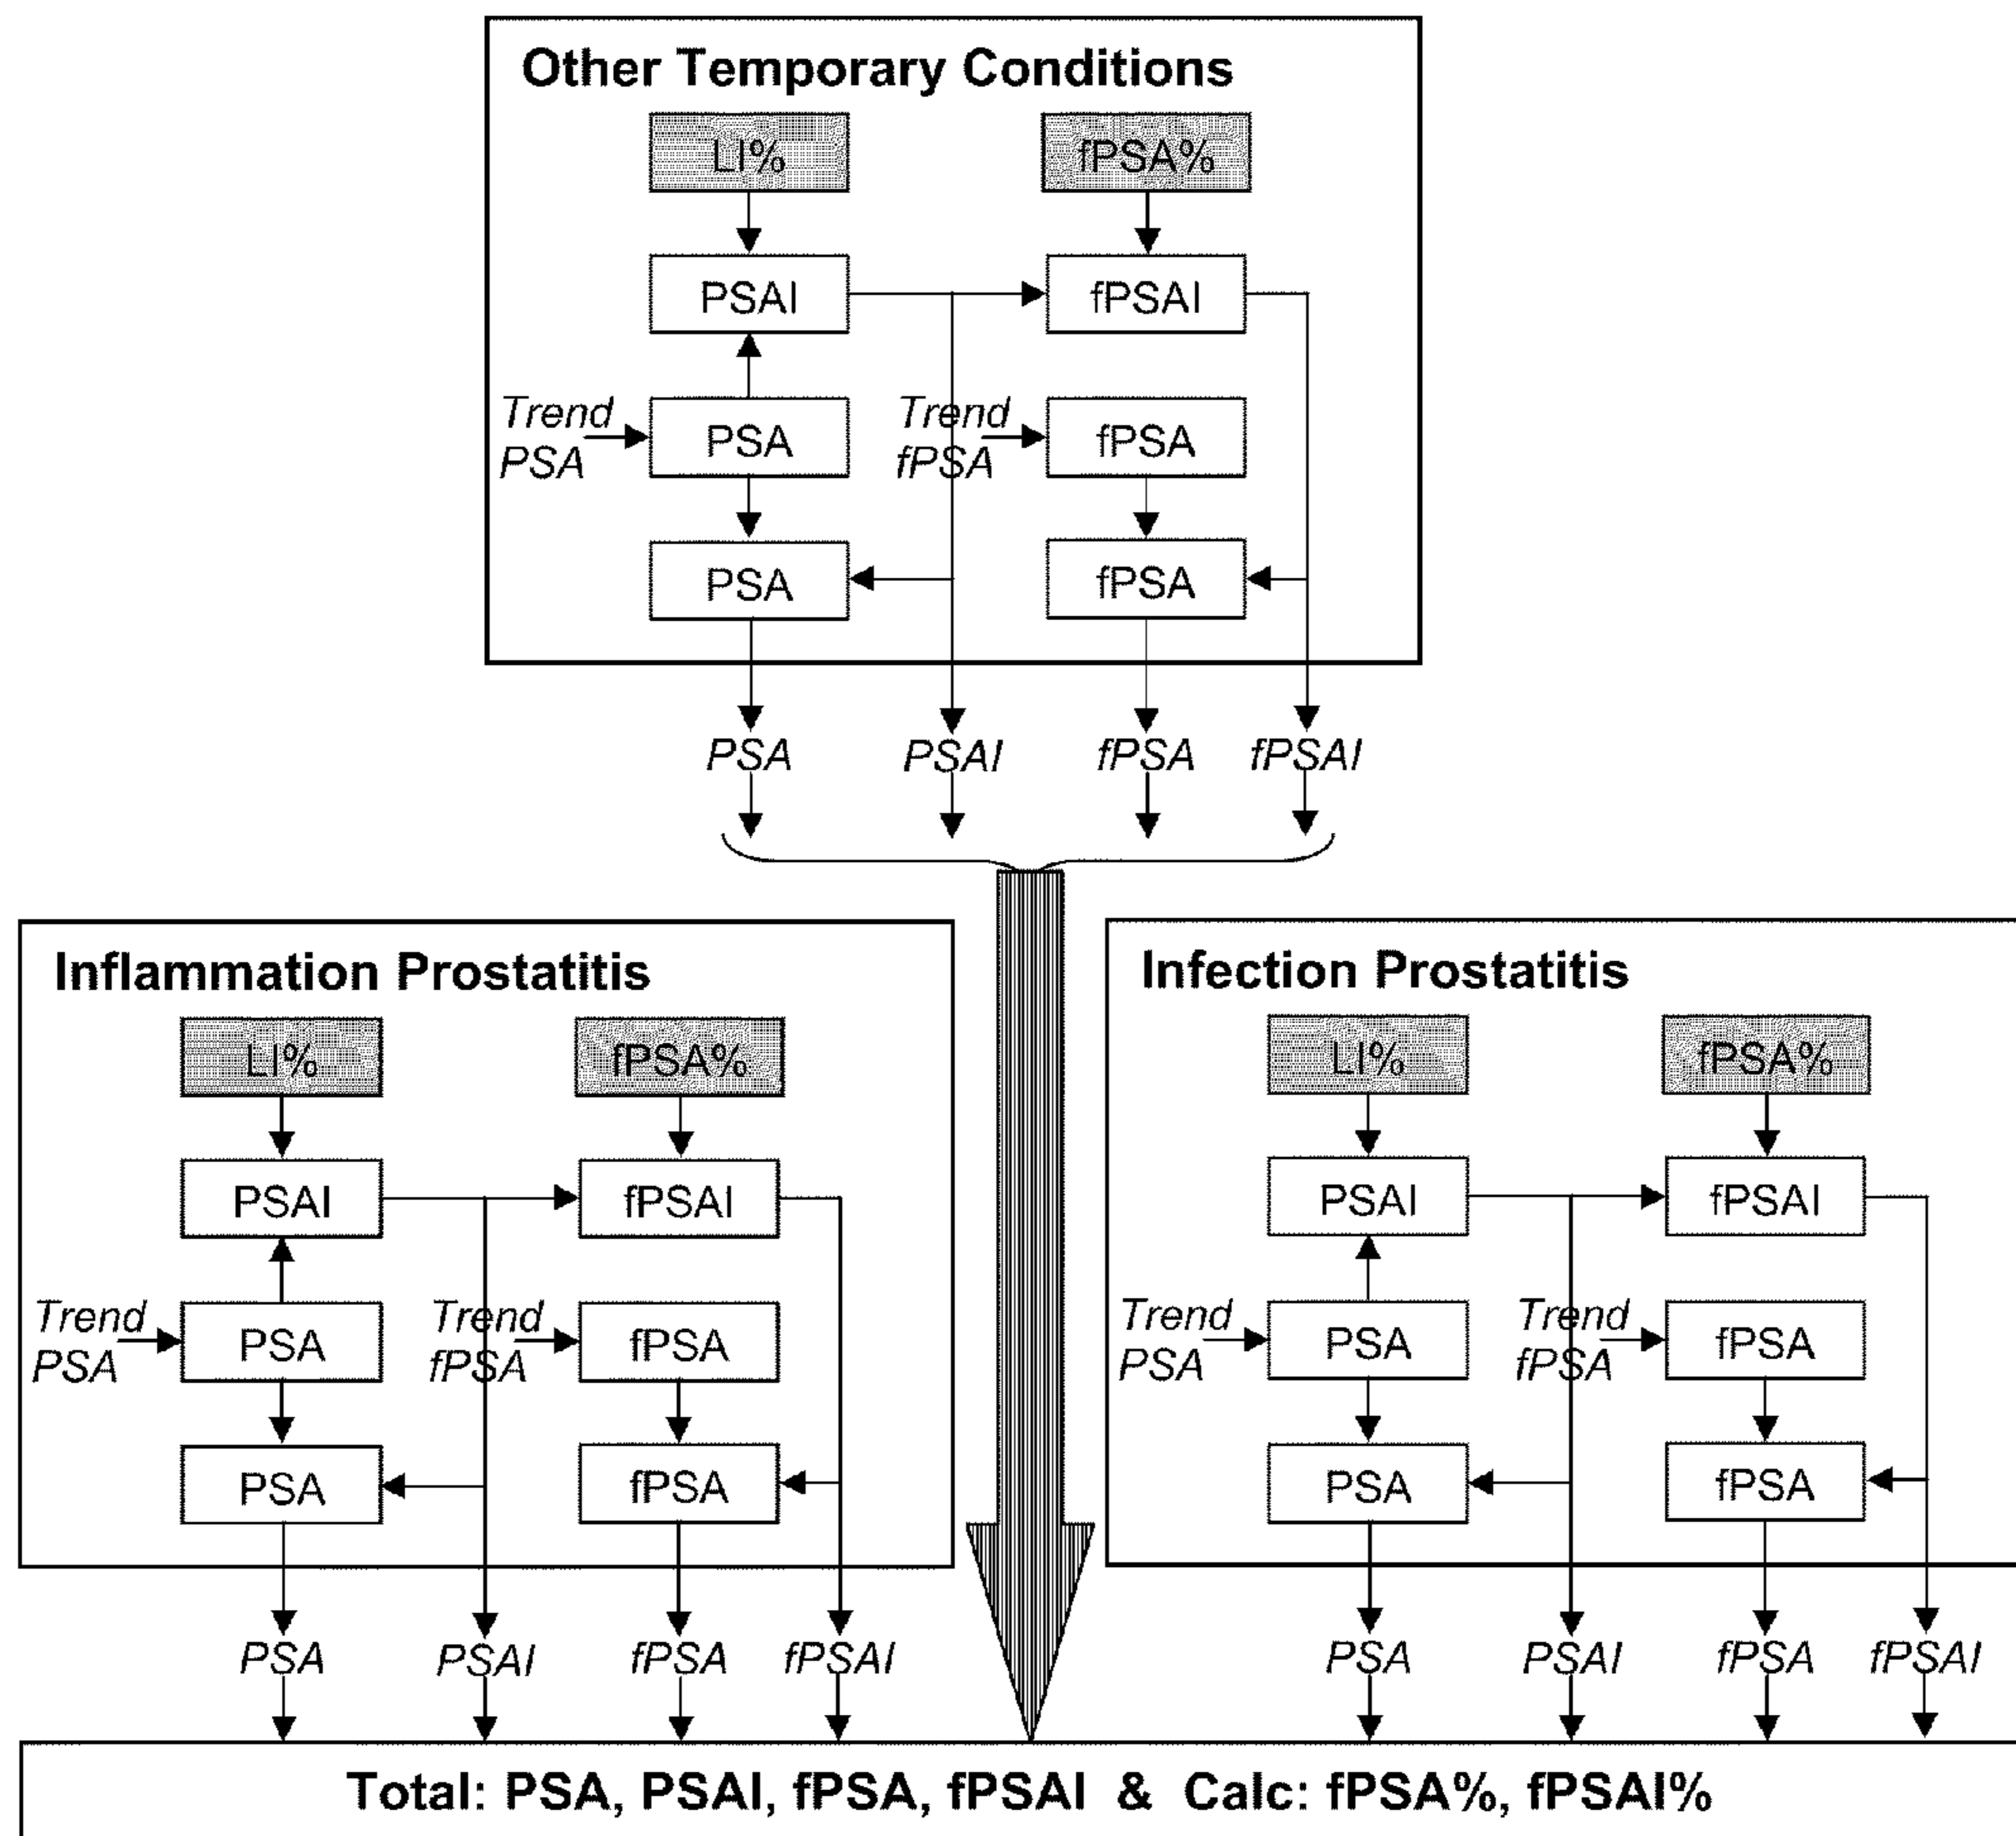 Other Temporary Conditions
LI%
fPSA%
PSAI
fPSAI
Trend
PSA
PSA
Trend
fPSA
fPSA
PSA
fPSA
PSA
PSAI
fPSA
fPSAI
Inflammation Prostatitis
LI%
fPSA%
PSAI
fPSAI
Trend
PSA
PSA
Trend
fPSA
fPSA
PSA
fPSA
PSA
PSAI
fPSA
fPSAI
Infection Prostatitis
LI%
fPSA%
PSAI
fPSAI
Trend
PSA
PSA
Trend
fPSA
fPSA
PSA
fPSA
PSA
PSAI
fPSA
fPSAI
Total: PSA, PSAI, fPSA, fPSAI & Calc: fPSA%, fPSAI%